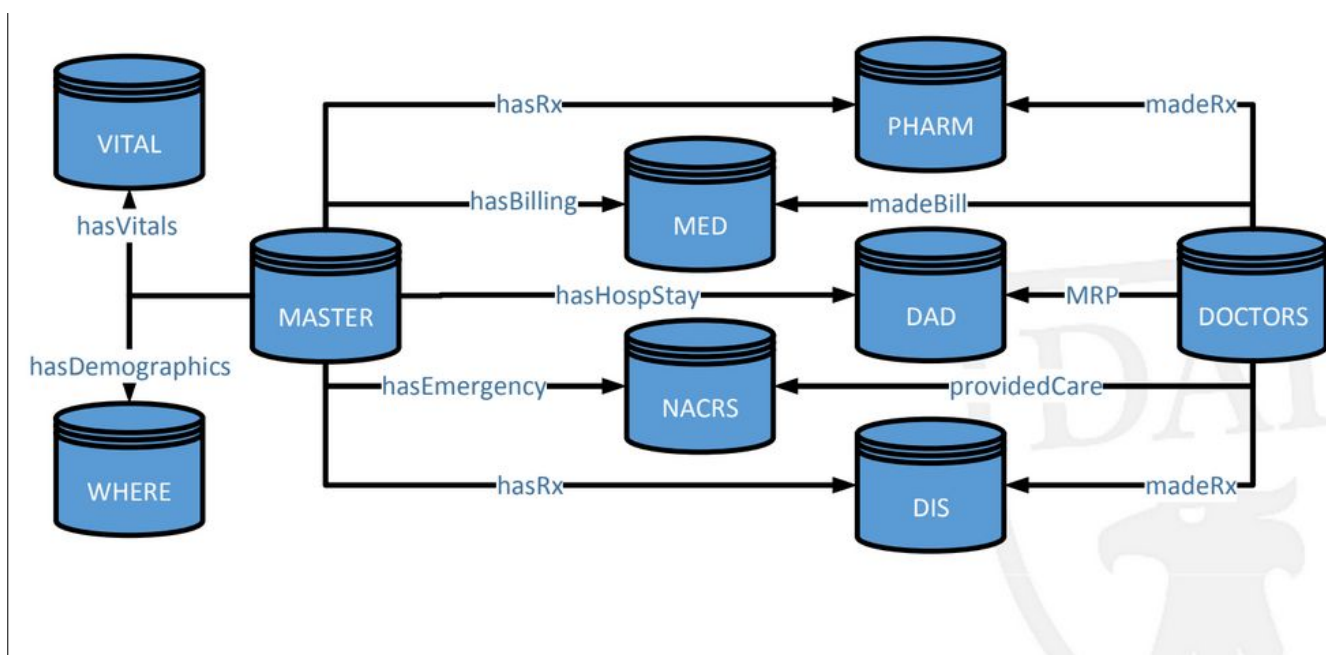 hasRx
PHARM
madeRx
VITAL
hasVitals
hasBilling
MED
madeBill
MASTER
hasHospStay
DAD
MRP
DOCTORS
hasDemographics
hasEmergency
NACRS
providedCare
WHERE
hasRx
DIS
madeRx